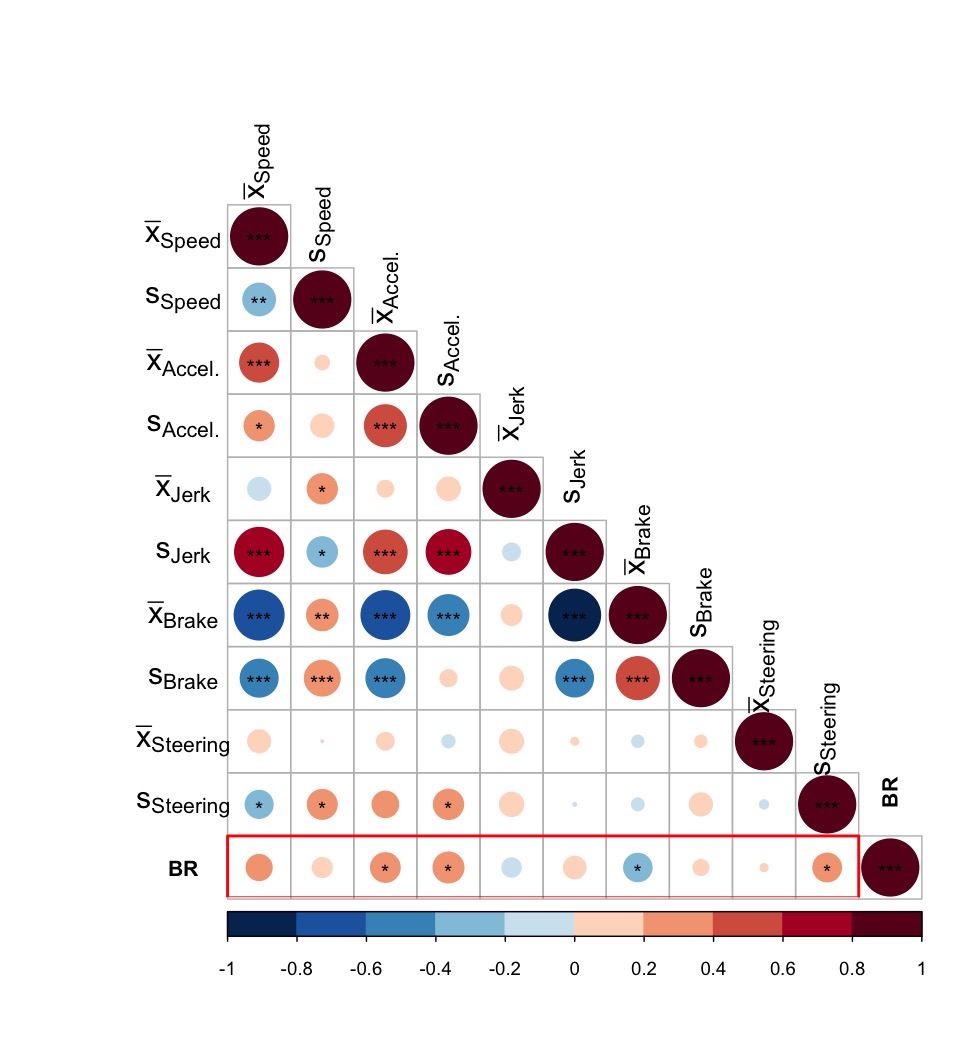 x̅Speed
sSpeed
x̅Accel.
sAccel.
x̅Jerk
sJerk
x̅Brake
sBrake
x̅Steering
sSteering
BR
x̅Speed ***
sSpeed ** ***
x̅Accel. *** ***
sAccel. * *** ***
x̅Jerk * ***
sJerk *** * *** *** ***
x̅Brake *** ** *** *** *** ***
sBrake *** *** *** *** *** ***
x̅Steering ***
sSteering * * * ***
BR * * * * ***
-1 -0.8 -0.6 -0.4 -0.2 0 0.2 0.4 0.6 0.8 1